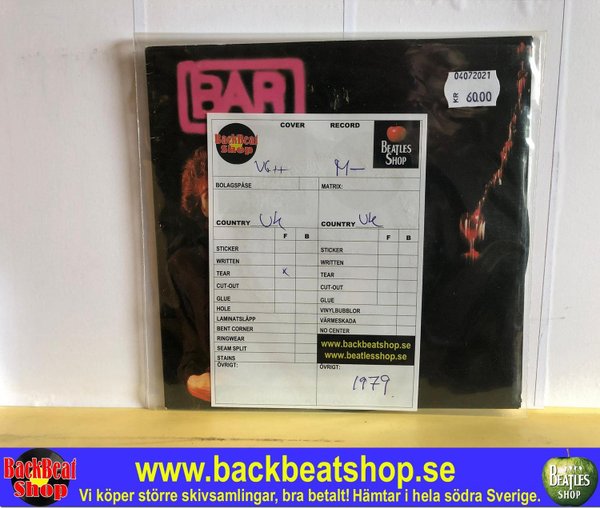 BAR
04072021
KR 60.00
COVER RECORD
BackBeat Shop
BEATLES SHOP
VG++ M-
BOLAGSPÅSE MATRIX:
COUNTRY UK COUNTRY UK
F B F B
STICKER STICKER
WRITTEN WRITTEN
TEAR x TEAR
CUT-OUT CUT-OUT
GLUE GLUE
HOLE VINYLBUBBLOR
LAMINATSLÄPP VÄRMESKADA
BENT CORNER NO CENTER
RINGWEAR www.backbeatshop.se
SEAM SPLIT www.beatlesshop.se
STAINS
ÖVRIGT: ÖVRIGT:
1979
BackBeat Shop
www.backbeatshop.se
Vi köper större skivsamlingar, bra betalt! Hämtar i hela södra Sverige.
BEATLES SHOP